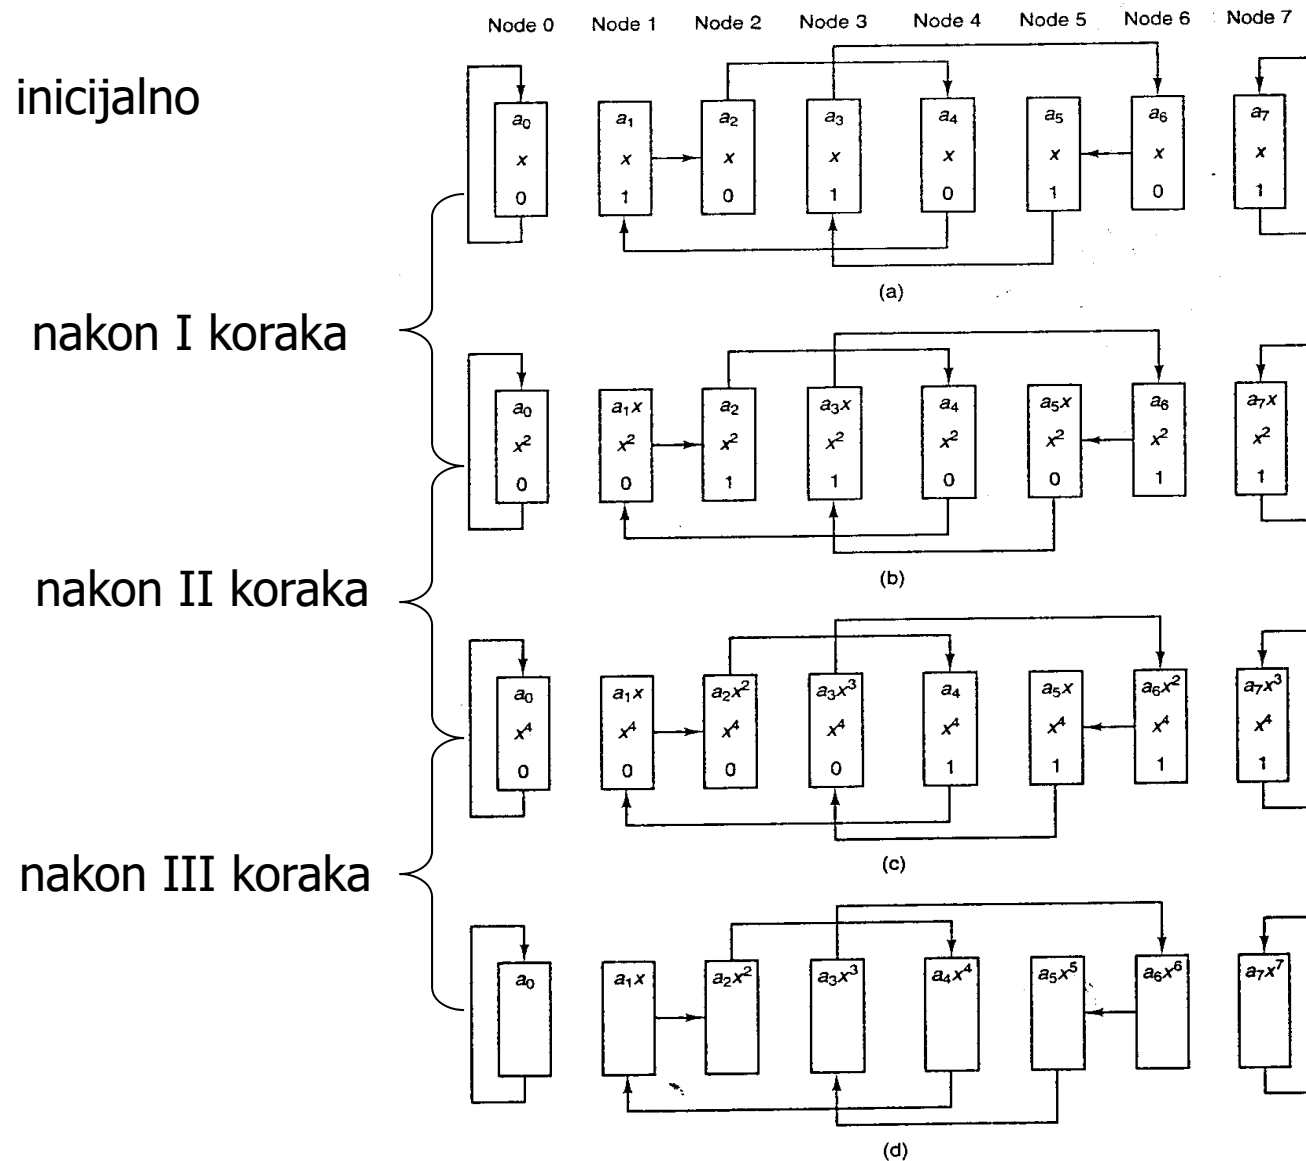 Node 0 Node 1 Node 2 Node 3 Node 4 Node 5 Node 6 Node 7
inicijalno
a₀ a₁ a₂ a₃ a₄ a₅ a₆ a₇
x x x x x x x x
0 1 0 1 0 1 0 1
(a)
nakon I koraka
a₀ a₁x a₂ a₃x a₄ a₅x a₆ a₇x
x² x² x² x² x² x² x² x²
0 0 1 1 0 0 1 1
(b)
nakon II koraka
a₀ a₁x a₂x² a₃x³ a₄ a₅x a₆x² a₇x³
x⁴ x⁴ x⁴ x⁴ x⁴ x⁴ x⁴ x⁴
0 0 0 0 1 1 1 1
(c)
nakon III koraka
a₀ a₁x a₂x² a₃x³ a₄x⁴ a₅x⁵ a₆x⁶ a₇x⁷
(d)